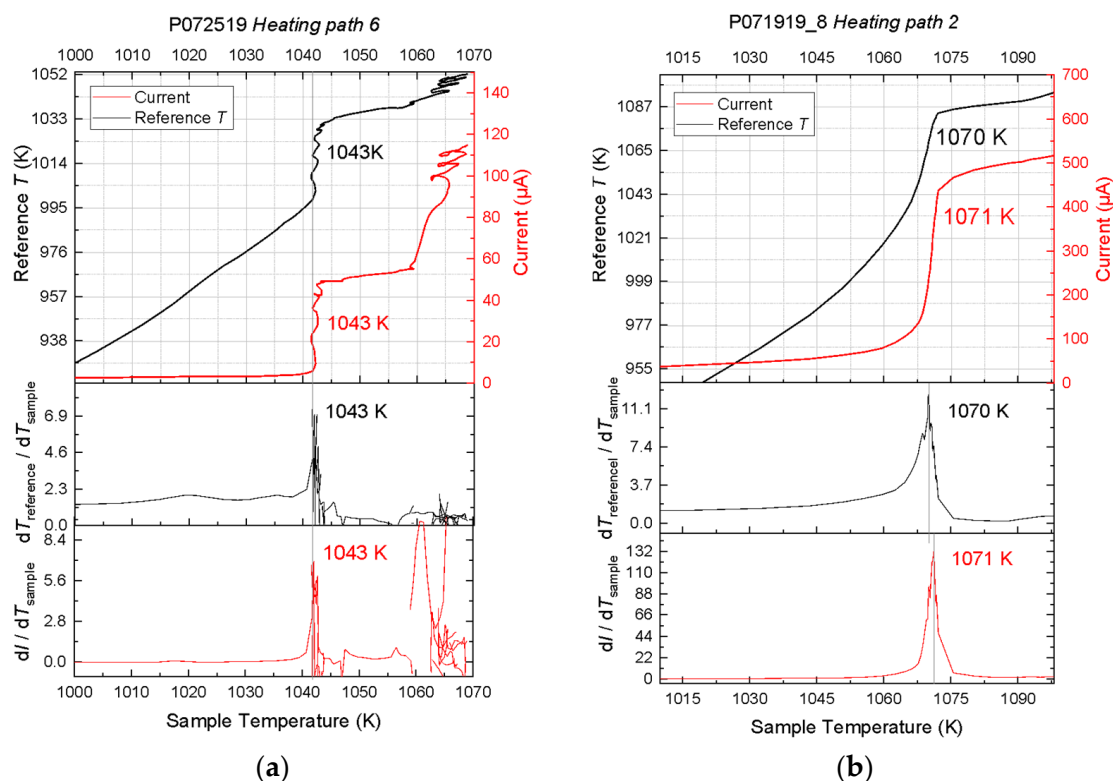 P072519 Heating path 6
1000 1010 1020 1030 1040 1050 1060 1070
1052
1033
1014
995
976
957
938
Reference T (K)
Current
Reference T
1043K
1043 K
150
140
120
100
80
60
40
20
0
Current (µA)
6.9
4.6
2.3
0.0
dTreference / dTsample
1043 K
8.4
5.6
2.8
0.0
dI / dTsample
1043 K
1000 1010 1020 1030 1040 1050 1060 1070
Sample Temperature (K)
(a)
P071919_8 Heating path 2
1015 1030 1045 1060 1075 1090
1087
1065
1043
1021
999
977
955
Reference T (K)
Current
Reference T
1070 K
1071 K
700
600
500
400
300
200
100
0
Current (µA)
11.1
7.4
3.7
0.0
dTreferencel / dTsample
1070 K
132
110
88
66
44
22
0
dI / dTsample
1071 K
1015 1030 1045 1060 1075 1090
Sample Temperature (K)
(b)